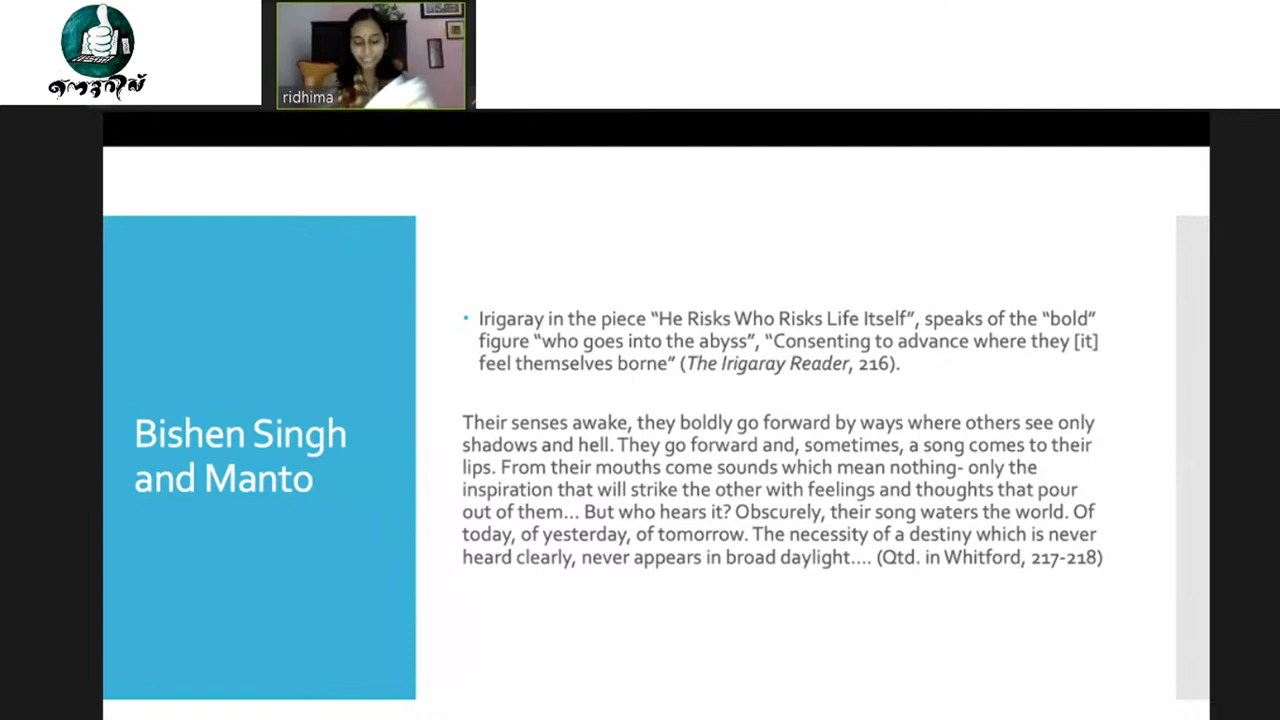 ridhima
Bishen Singh
and Manto
• Irigaray in the piece “He Risks Who Risks Life Itself”, speaks of the “bold”
figure “who goes into the abyss”, “Consenting to advance where they [it]
feel themselves borne” (The Irigaray Reader, 216).
Their senses awake, they boldly go forward by ways where others see only
shadows and hell. They go forward and, sometimes, a song comes to their
lips. From their mouths come sounds which mean nothing- only the
inspiration that will strike the other with feelings and thoughts that pour
out of them... But who hears it? Obscurely, their song waters the world. Of
today, of yesterday, of tomorrow. The necessity of a destiny which is never
heard clearly, never appears in broad daylight.... (Qtd. in Whitford, 217-218)